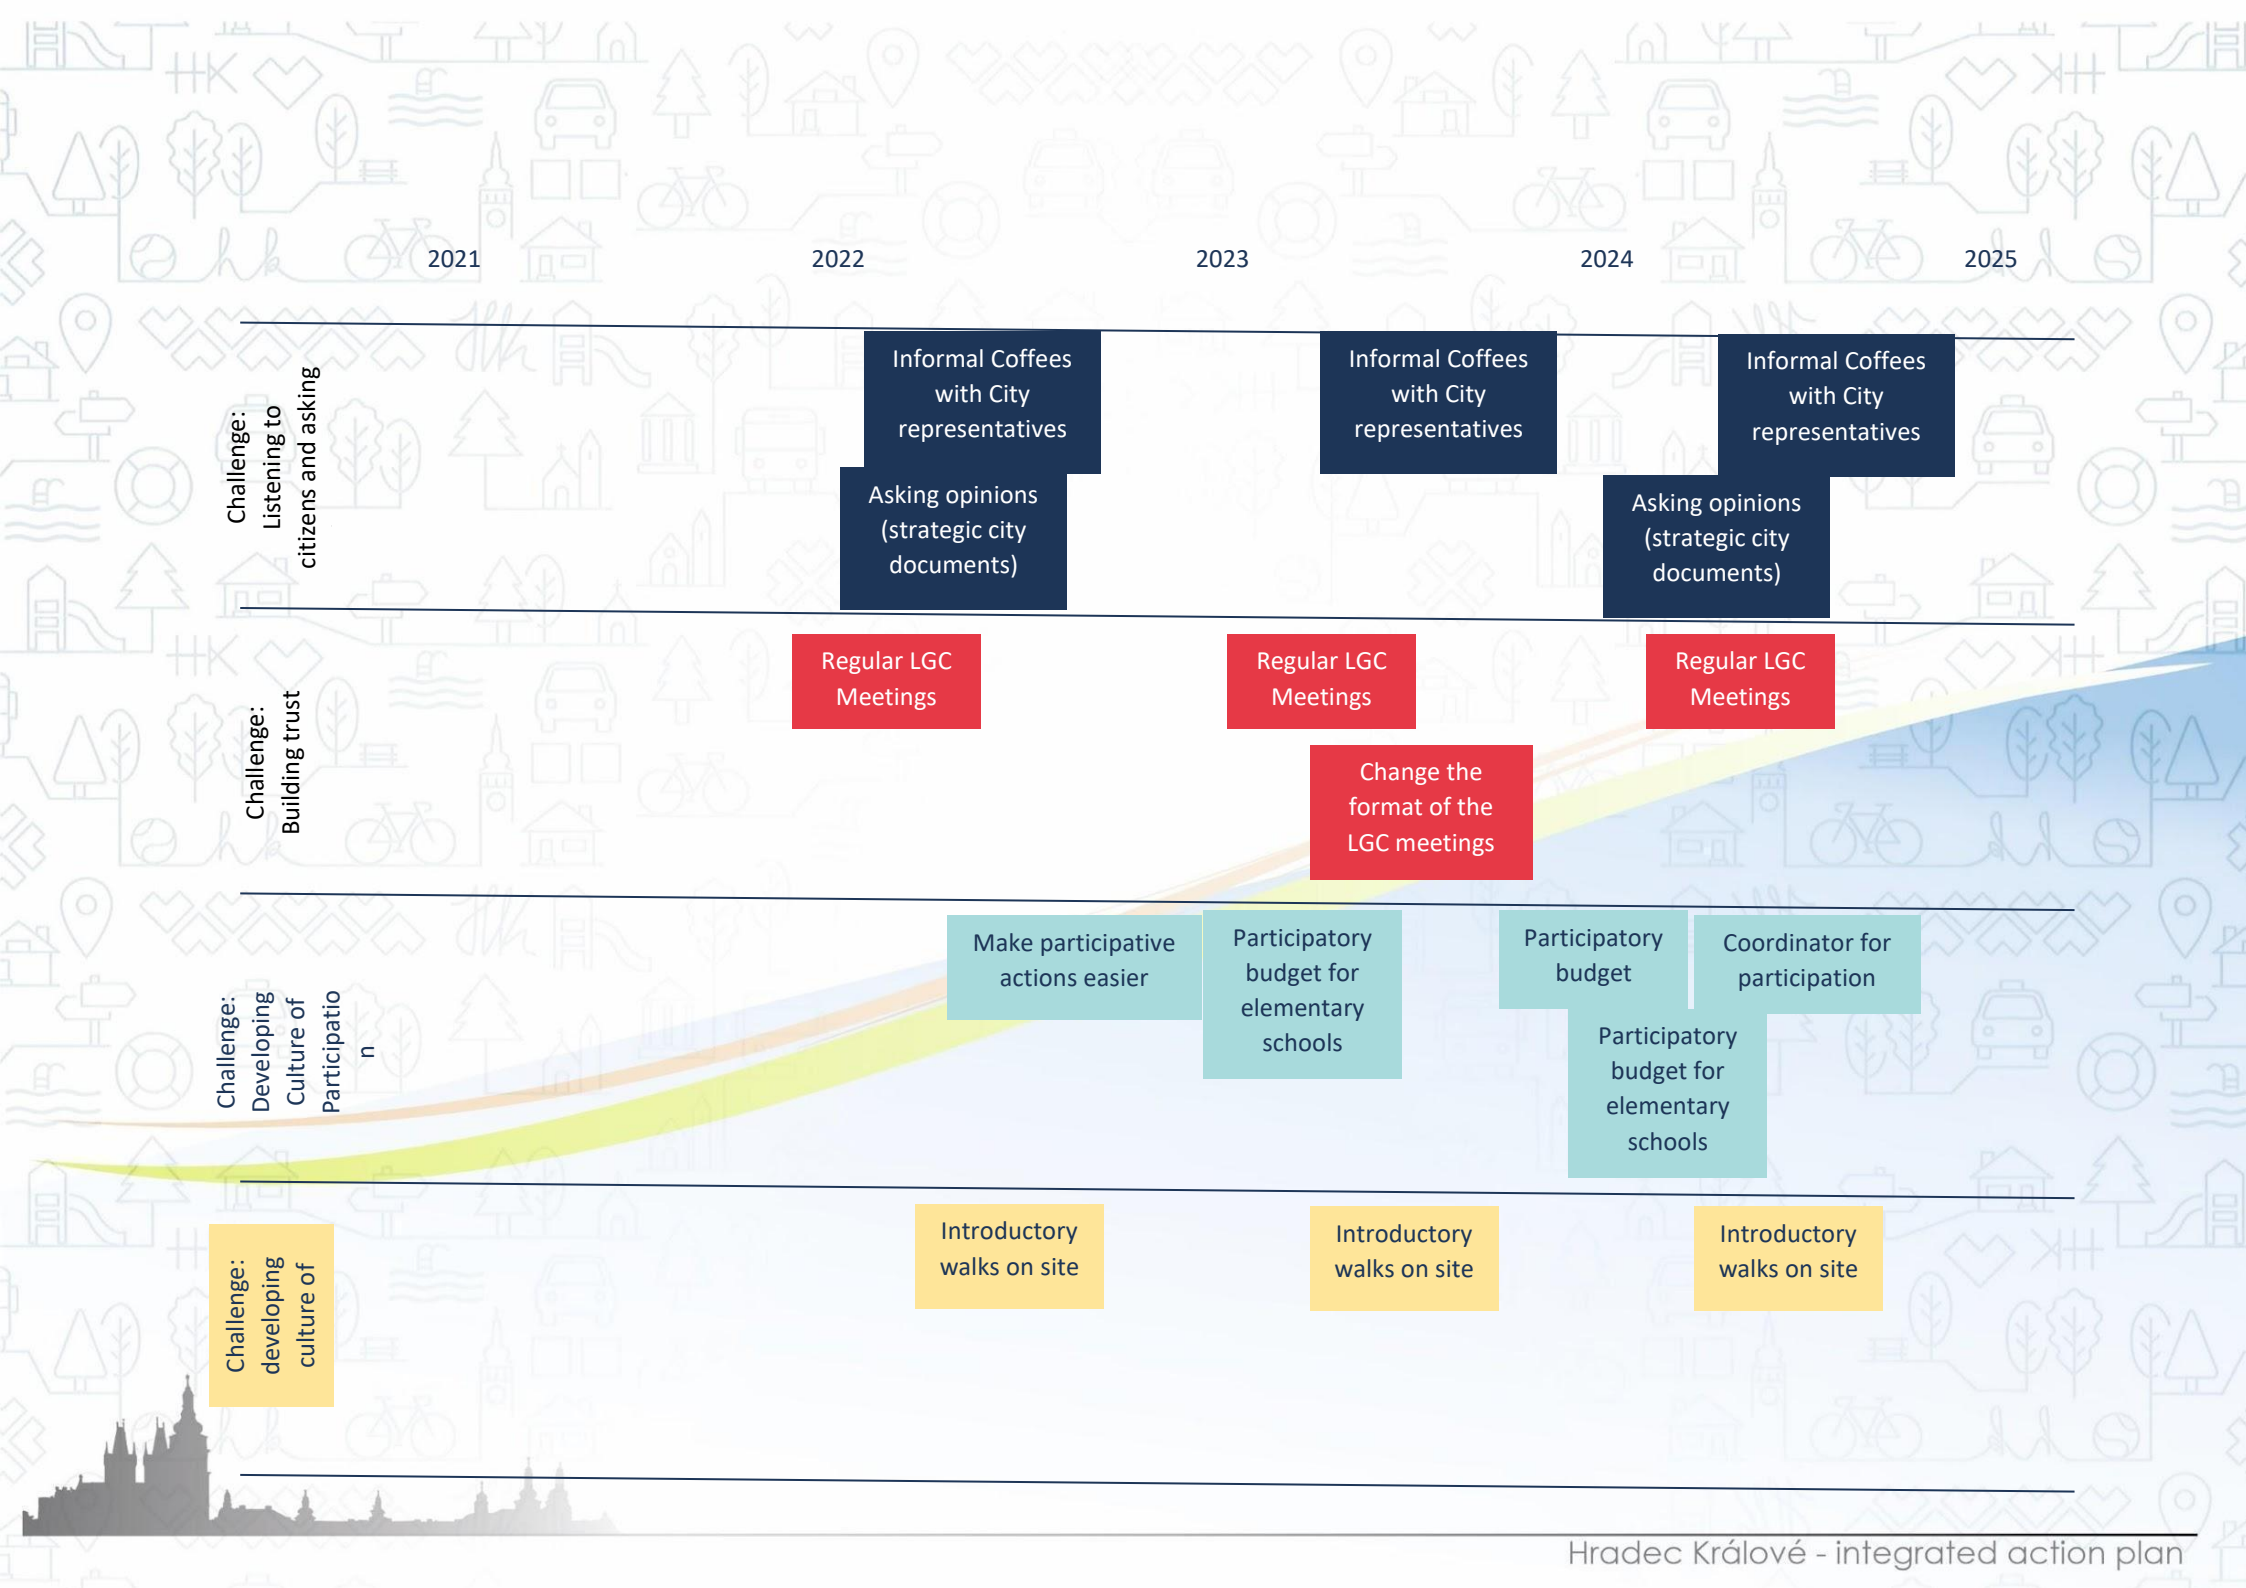 2021 2022 2023 2024 2025
Challenge:
Listening to
citizens and asking
Informal Coffees
with City
representatives
Informal Coffees
with City
representatives
Informal Coffees
with City
representatives
Asking opinions
(strategic city
documents)
Asking opinions
(strategic city
documents)
Challenge:
Building trust
Regular LGC
Meetings
Regular LGC
Meetings
Regular LGC
Meetings
Change the
format of the
LGC meetings
Challenge:
Developing
Culture of
Participatio
n
Make participative
actions easier
Participatory
budget for
elementary
schools
Participatory
budget
Coordinator for
participation
Participatory
budget for
elementary
schools
Challenge:
developing
culture of
Introductory
walks on site
Introductory
walks on site
Introductory
walks on site
Hradec Králové - integrated action plan